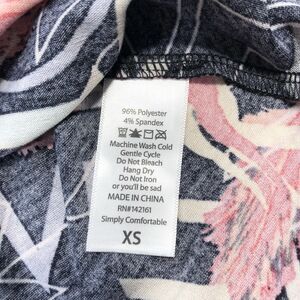 96% Polyester
4% Spandex
Machine Wash Cold
Gentle Cycle
Do Not Bleach
Hang Dry
Do Not Iron
or you'll be sad
MADE IN CHINA
RN#142161
Simply Comfortable
XS